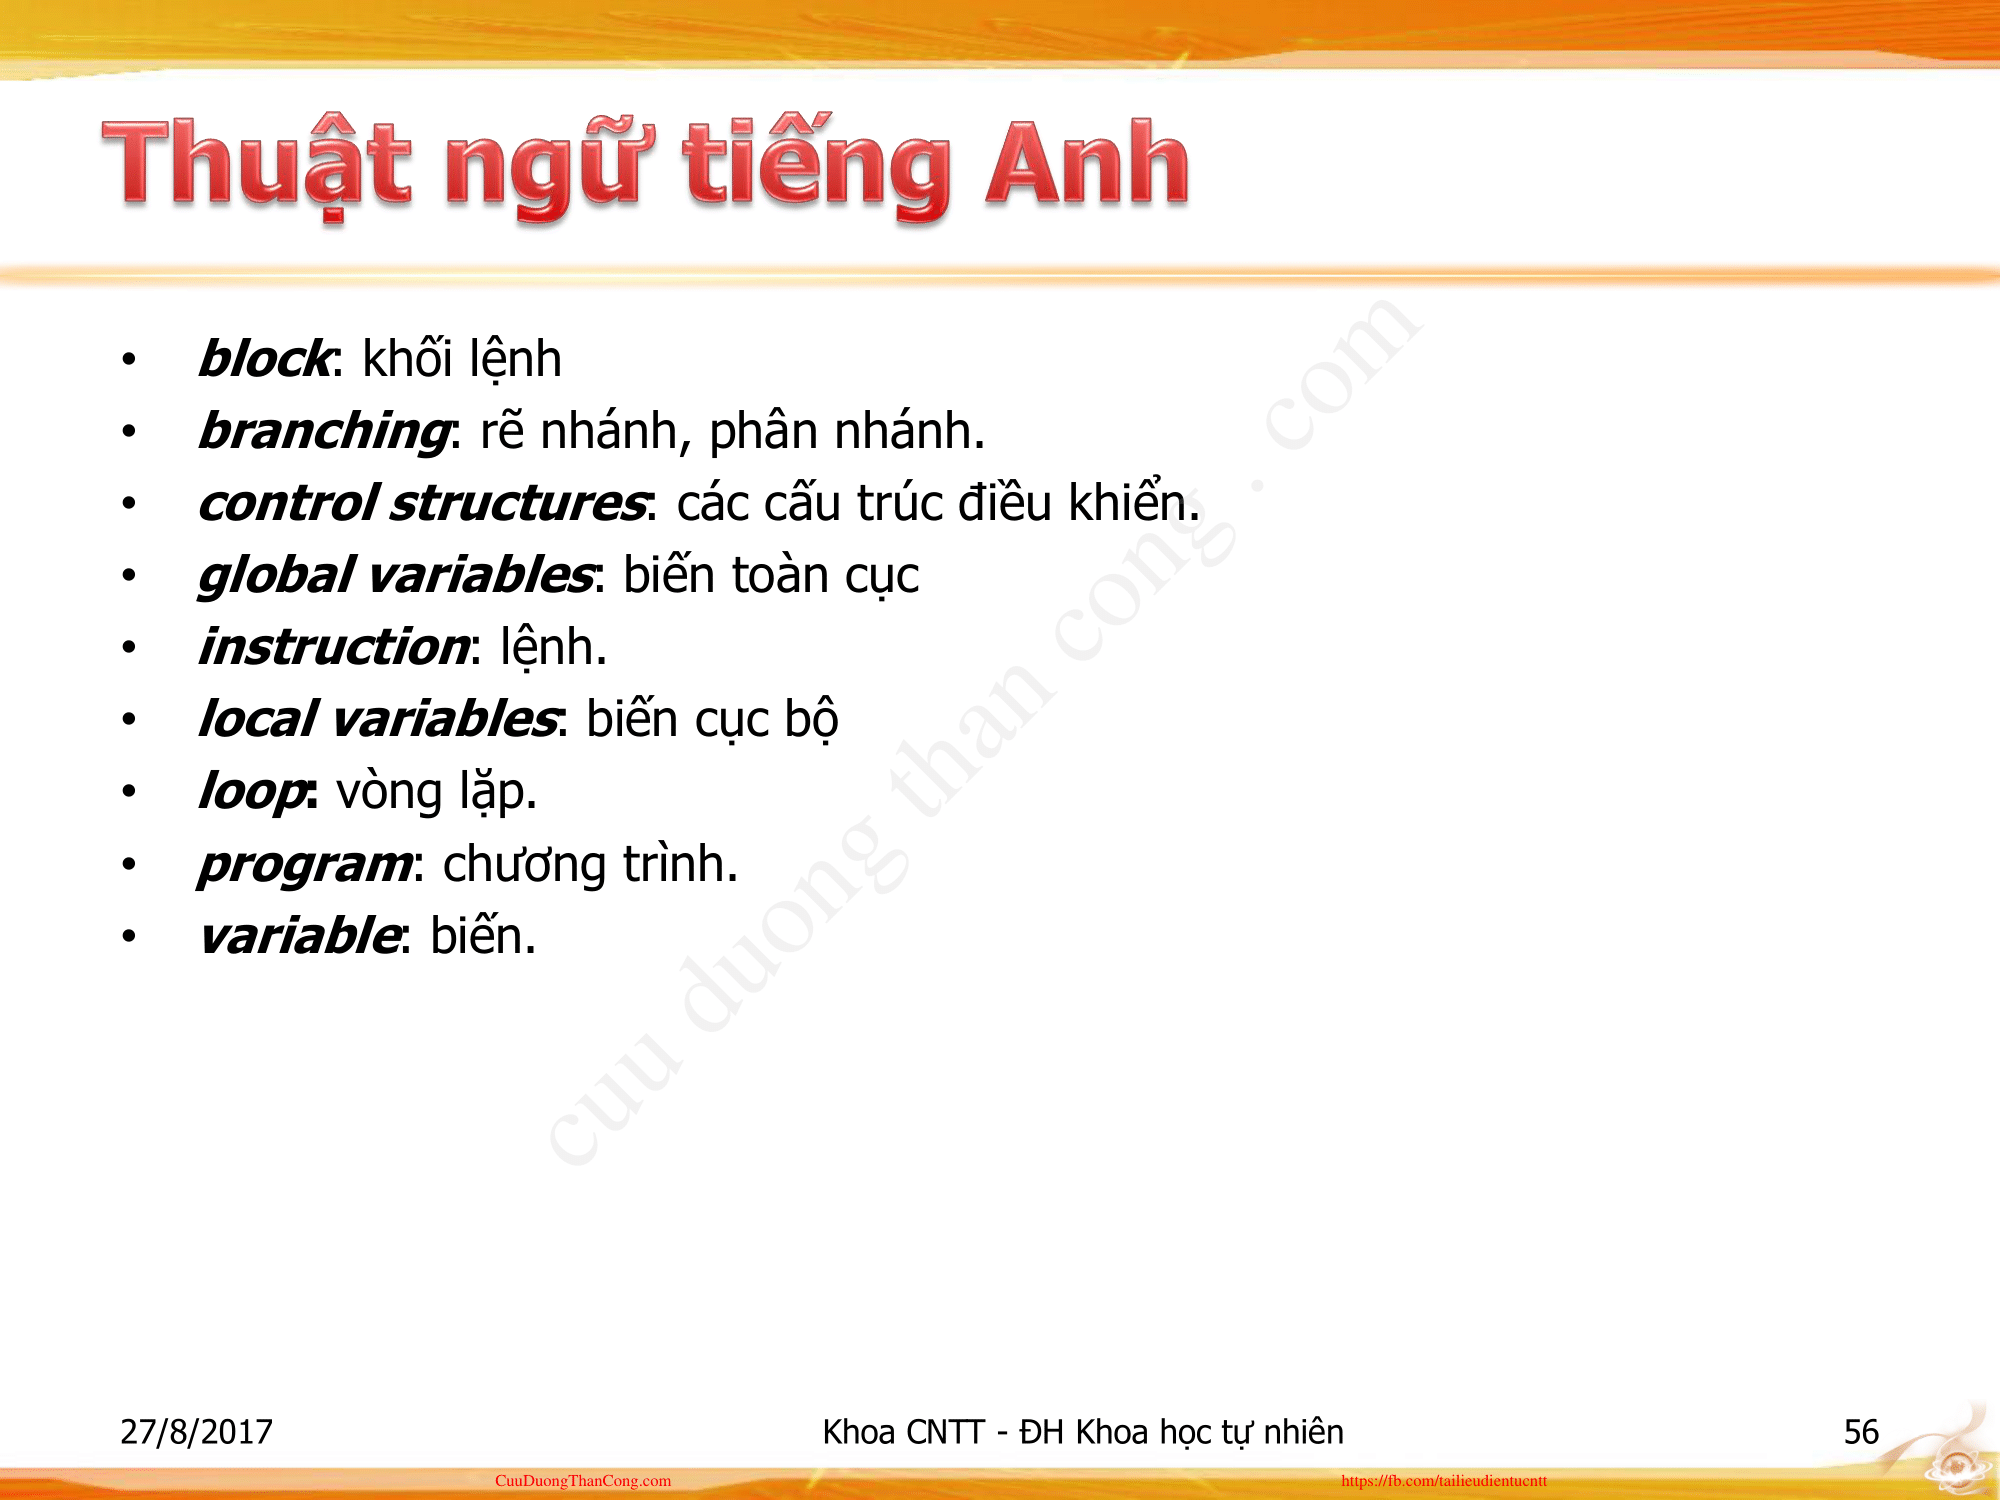 Thuật ngữ tiếng Anh
• block: khối lệnh
• branching: rẽ nhánh, phân nhánh.
• control structures: các cấu trúc điều khiển.
• global variables: biến toàn cục
• instruction: lệnh.
• local variables: biến cục bộ
• loop: vòng lặp.
• program: chương trình.
• variable: biến.
cuu duong than cong . com
27/8/2017
Khoa CNTT - ĐH Khoa học tự nhiên
56
CuuDuongThanCong.com
https://fb.com/tailieudientucntt